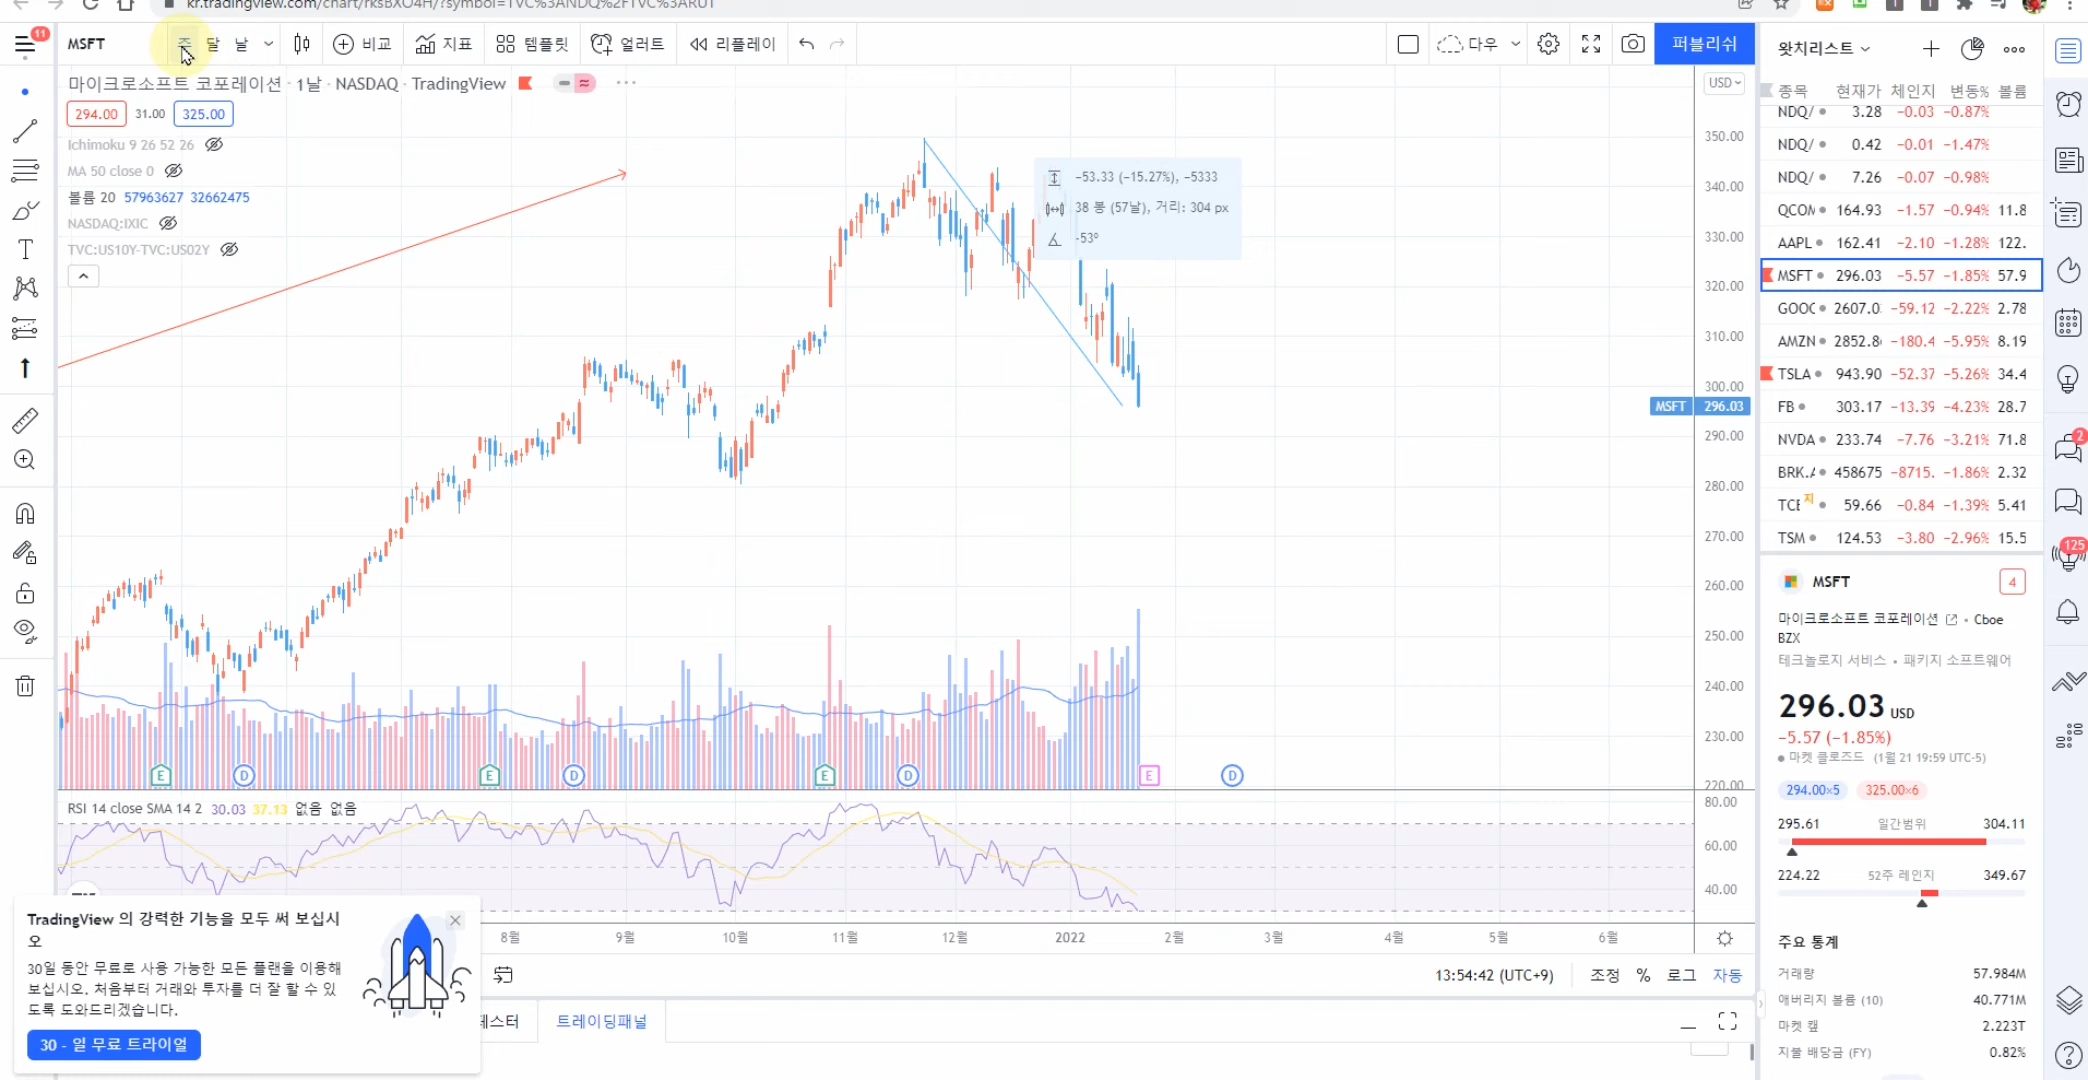 kr.tradingview.com/chart/rksBXO4H/?symbol=TVC%3ANDQ%2FTVC%3ARUT
11
MSFT
주 달 날
비교
지표
템플릿
얼러트
리플레이
다우
퍼블리쉬
마이크로소프트 코포레이션 · 1날 · NASDAQ · TradingView
294.00 31.00 325.00
Ichimoku 9 26 52 26
MA 50 close 0
볼륨 20 57963627 32662475
NASDAQ:IXIC
TVC:US10Y-TVC:US02Y
−53.33 (−15.27%), −5333
38 봉 (57날), 거리: 304 px
-53º
USD
350.00
340.00
330.00
320.00
310.00
300.00
MSFT 296.03
290.00
280.00
270.00
260.00
250.00
240.00
230.00
220.00
E D E D E D E D
RSI 14 close SMA 14 2 30.03 37.13 없음 없음
80.00
60.00
40.00
8월 9월 10월 11월 12월 2022 2월 3월 4월 5월 6월
13:54:42 (UTC+9) 조정 % 로그 자동
테스터
트레이딩패널
TradingView 의 강력한 기능을 모두 써 보십시
오
30일 동안 무료로 사용 가능한 모든 플랜을 이용해
보십시오. 처음부터 거래와 투자를 더 잘 할 수 있
도록 도와드리겠습니다.
30 - 일 무료 트라이얼
왓치리스트
종목 현재가 체인지 변동% 볼륨
NDQ/ 3.28 −0.03 −0.87%
NDQ/ 0.42 −0.01 −1.47%
NDQ/ 7.26 −0.07 −0.98%
QCOM 164.93 −1.57 −0.94% 11.8
AAPL 162.41 −2.10 −1.28% 122.
MSFT 296.03 −5.57 −1.85% 57.9
GOOG 2607.0 −59.12 −2.22% 2.78
AMZN 2852.8 −180.4 −5.95% 8.19
TSLA 943.90 −52.37 −5.26% 34.4
FB 303.17 −13.39 −4.23% 28.7
NVDA 233.74 −7.76 −3.21% 71.8
BRK.A 458675 −8715. −1.86% 2.32
TCE 지 59.66 −0.84 −1.39% 5.41
TSM 124.53 −3.80 −2.96% 15.5
MSFT 4
마이크로소프트 코포레이션 • Cboe
BZX
테크놀로지 서비스 • 패키지 소프트웨어
296.03 USD
−5.57 (−1.85%)
마켓 클로즈드 (1월 21 19:59 UTC-5)
294.00×5 325.00×6
295.61 일간범위 304.11
224.22 52주 레인지 349.67
주요 통계
거래량 57.984M
애버리지 볼륨 (10) 40.771M
마켓 캡 2.223T
지불 배당금 (FY) 0.82%
2
125